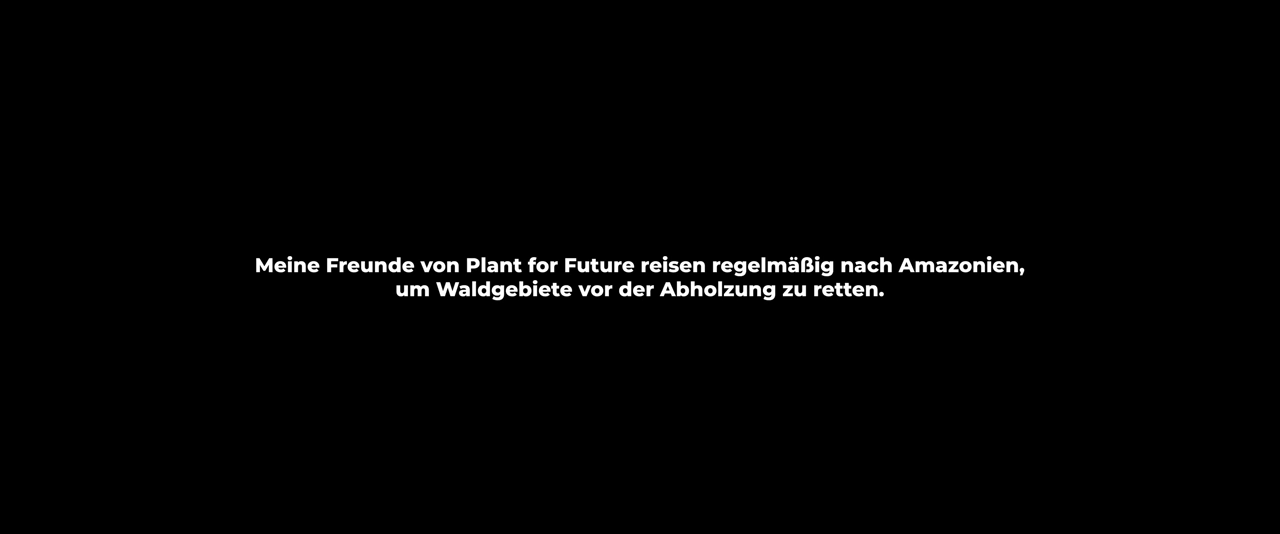 Meine Freunde von Plant for Future reisen regelmäßig nach Amazonien,
um Waldgebiete vor der Abholzung zu retten.